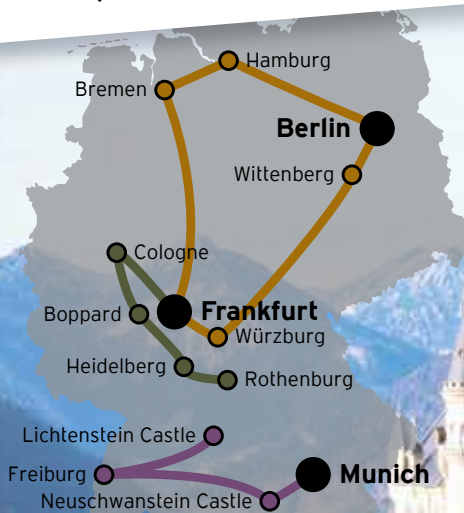 Hamburg
Bremen
Berlin
Wittenberg
Cologne
Frankfurt
Boppard
Würzburg
Heidelberg
Rothenburg
Lichtenstein Castle
Freiburg
Munich
Neuschwanstein Castle